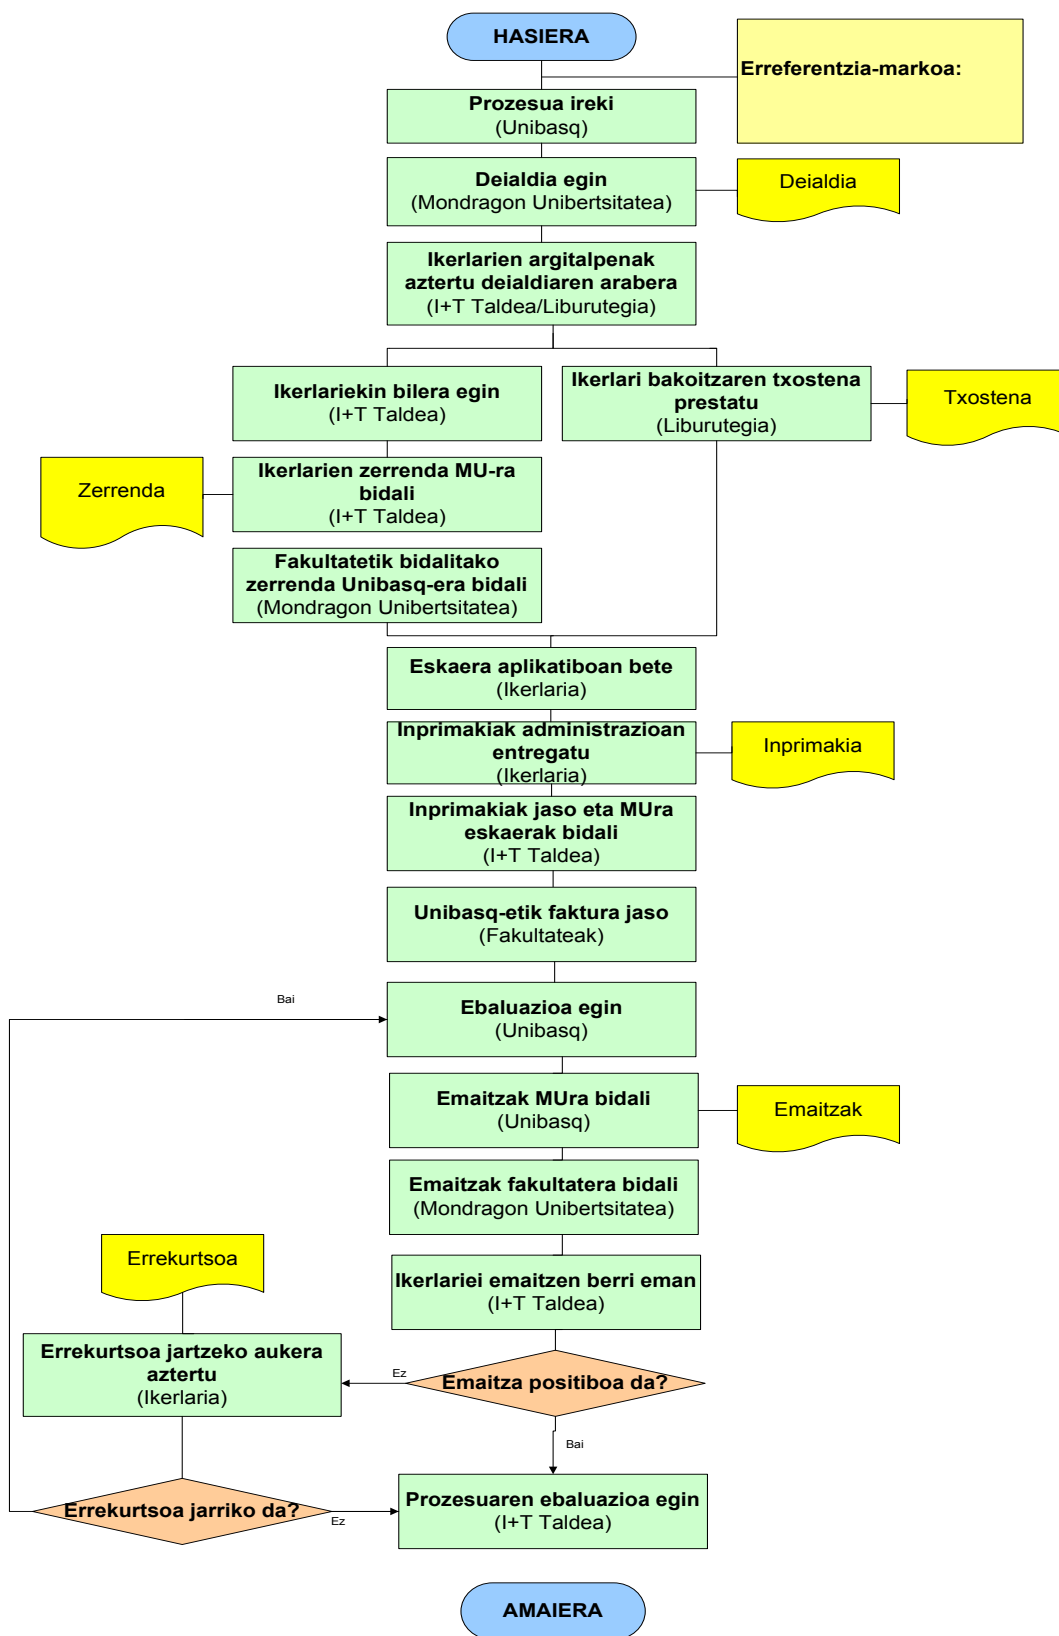 HASIERA
Erreferentzia-markoa:
Prozesua ireki
(Unibasq)
Deialdia egin
(Mondragon Unibertsitatea)
Deialdia
Ikerlarien argitalpenak
aztertu deialdiaren arabera
(I+T Taldea/Liburutegia)
Ikerlariekin bilera egin
(I+T Taldea)
Ikerlari bakoitzaren txostena
prestatu
(Liburutegia)
Txostena
Zerrenda
Ikerlarien zerrenda MU-ra
bidali
(I+T Taldea)
Fakultatetik bidalitako
zerrenda Unibasq-era bidali
(Mondragon Unibertsitatea)
Eskaera aplikatiboan bete
(Ikerlaria)
Inprimakiak administrazioan
entregatu
(Ikerlaria)
Inprimakia
Inprimakiak jaso eta MUra
eskaerak bidali
(I+T Taldea)
Unibasq-etik faktura jaso
(Fakultateak)
Bai
Ebaluazioa egin
(Unibasq)
Emaitzak MUra bidali
(Unibasq)
Emaitzak
Emaitzak fakultatera bidali
(Mondragon Unibertsitatea)
Errekurtsoa
Ikerlariei emaitzen berri eman
(I+T Taldea)
Errekurtsoa jartzeko aukera
aztertu
(Ikerlaria)
Ez
Emaitza positiboa da?
Bai
Errekurtsoa jarriko da?
Ez
Prozesuaren ebaluazioa egin
(I+T Taldea)
AMAIERA